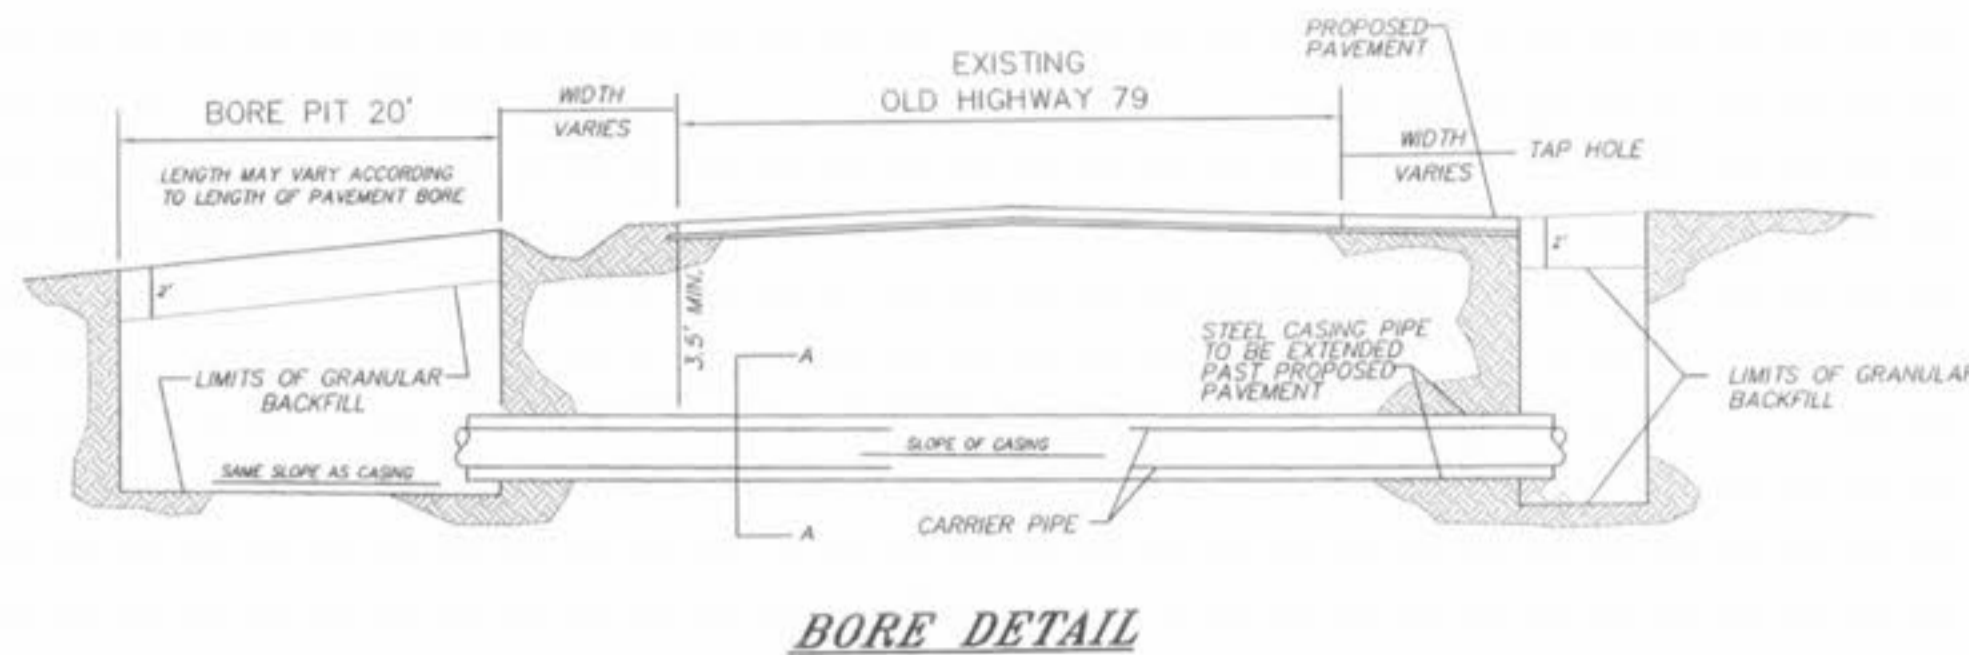 PROPOSED
PAVEMENT
EXISTING
OLD HIGHWAY 79
BORE PIT 20'
WIDTH
VARIES
WIDTH
VARIES
TAP HOLE
LENGTH MAY VARY ACCORDING
TO LENGTH OF PAVEMENT BORE
2'
2'
3.5' MIN.
A
STEEL CASING PIPE
TO BE EXTENDED
PAST PROPOSED
PAVEMENT
LIMITS OF GRANULAR
BACKFILL
LIMITS OF GRANULAR
BACKFILL
SLOPE OF CASING
SAME SLOPE AS CASING
CARRIER PIPE
A
BORE DETAIL